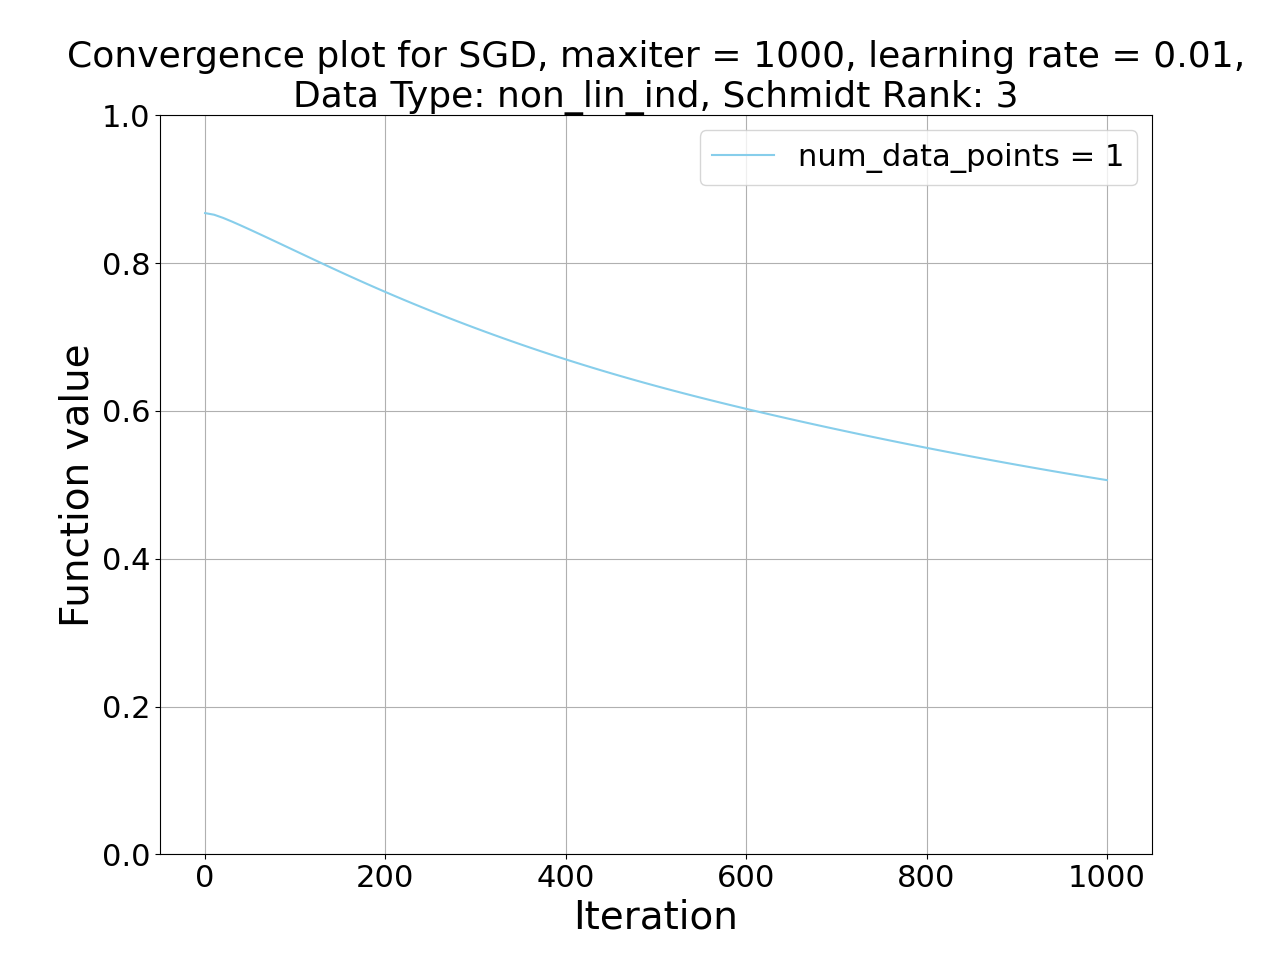 Convergence plot for SGD, maxiter = 1000, learning rate = 0.01,
Data Type: non_lin_ind, Schmidt Rank: 3
num_data_points = 1
Function value
1.0
0.8
0.6
0.4
0.2
0.0
0 200 400 600 800 1000
Iteration